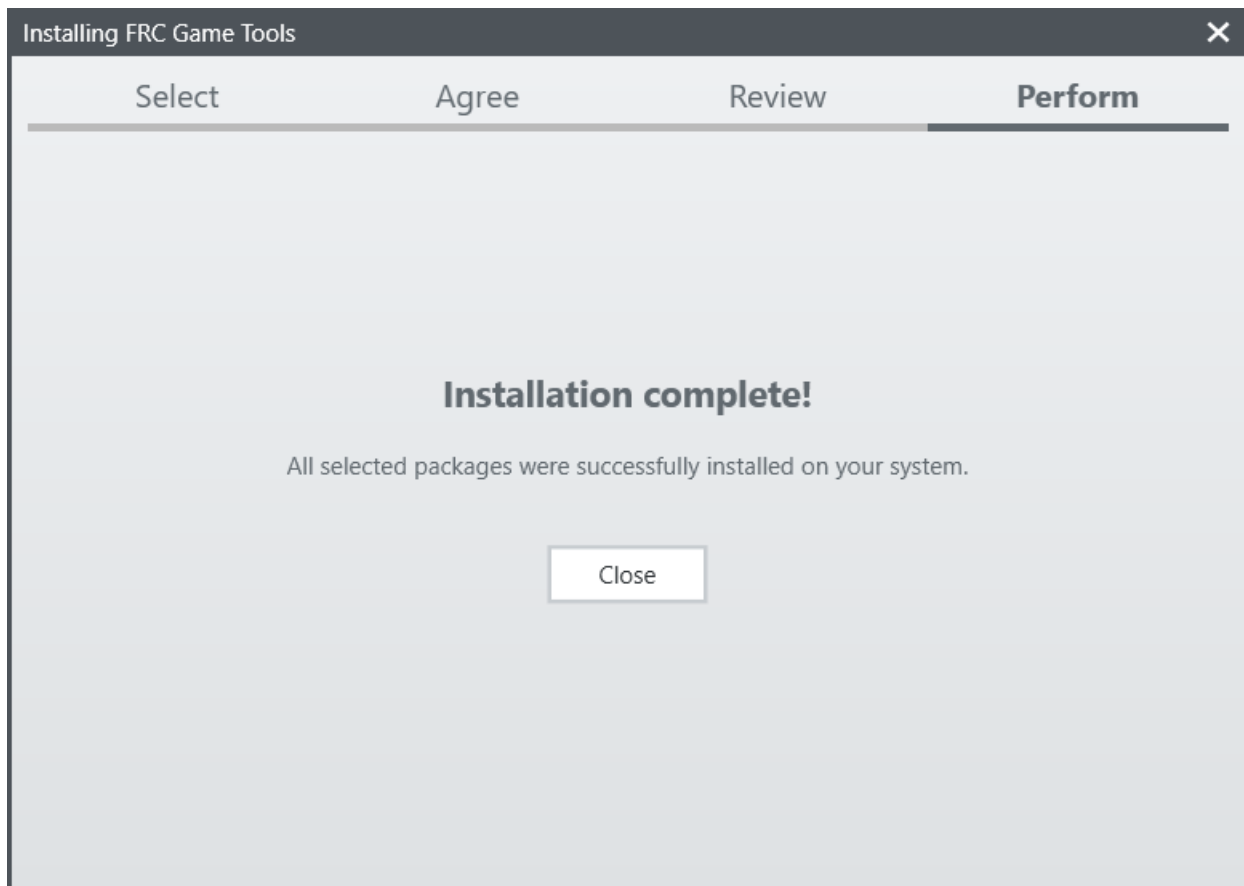 Installing FRC Game Tools
Select Agree Review Perform
Installation complete!
All selected packages were successfully installed on your system.
Close